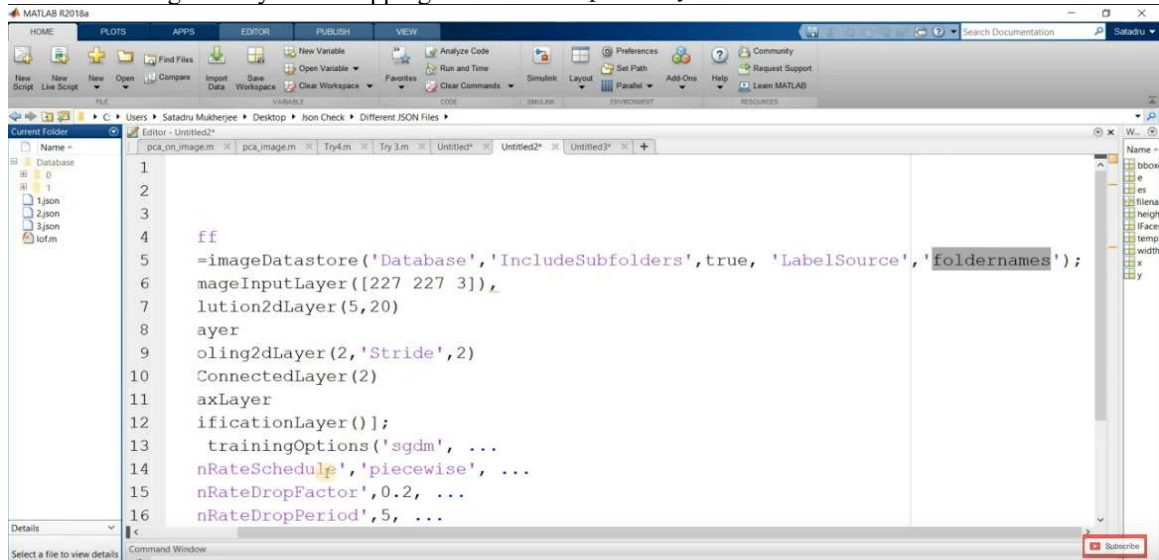 MATLAB R2018a
HOME PLOTS APPS EDITOR PUBLISH VIEW Search Documentation Satadru
New Script New Live Script New Open Find Files Compare Import Data Save Workspace New Variable Open Variable Clear Workspace Favorites Analyze Code Run and Time Clear Commands Simulink Layout Preferences Set Path Parallel Add-Ons Help Community Request Support Learn MATLAB
FILE VARIABLE CODE SIMULINK ENVIRONMENT RESOURCES
C: Users Satadru Mukherjee Desktop Json Check Different JSON Files
Current Folder Editor - Untitled2* W...
Name pca_on_image.m pca_image.m Try4.m Try 3.m Untitled* Untitled2* Untitled3* Name
Database
0
1
1.json
2.json
3.json
lof.m
1
2
3
4 ff
5 =imageDatastore('Database','IncludeSubfolders',true, 'LabelSource','foldernames');
6 mageInputLayer([227 227 3]),
7 lution2dLayer(5,20)
8 ayer
9 oling2dLayer(2,'Stride',2)
10 ConnectedLayer(2)
11 axLayer
12 ificationLayer()];
13 trainingOptions('sgdm', ...
14 nRateSchedule','piecewise', ...
15 nRateDropFactor',0.2, ...
16 nRateDropPeriod',5, ...
bbox
e
es
filena
heigh
IFace
temp
width
x
y
Details
Select a file to view details
Command Window
Subscribe